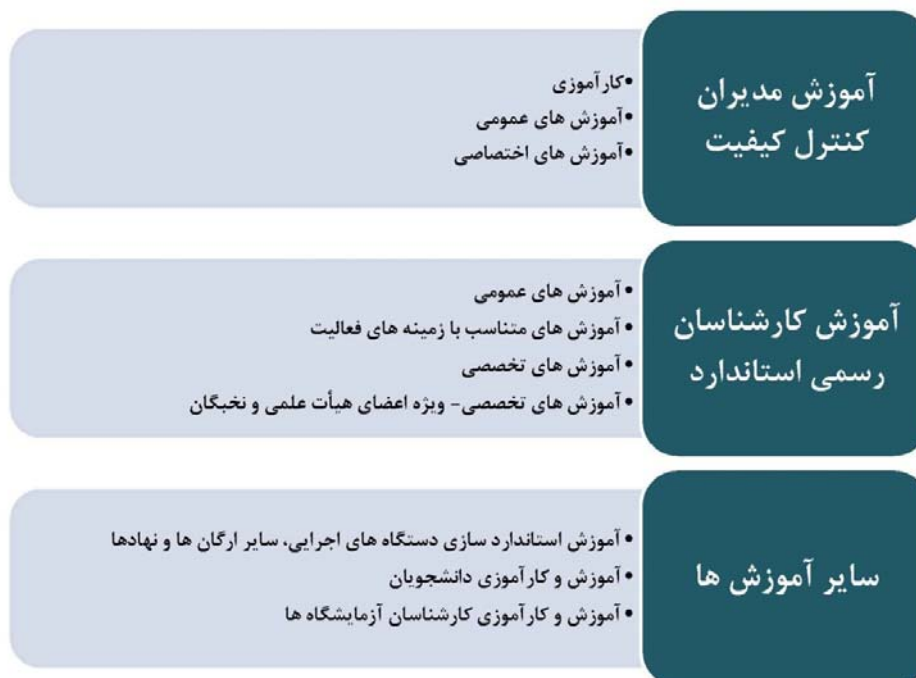 آموزش مدیران
کنترل کیفیت
•کارآموزی
•آموزش های عمومی
•آموزش های اختصاصی
آموزش کارشناسان
رسمی استاندارد
• آموزش های عمومی
• آموزش های متناسب با زمینه های فعالیت
• آموزش های تخصصی
• آموزش های تخصصی- ویژه اعضای هیأت علمی و نخبگان
سایر آموزش ها
• آموزش استاندارد سازی دستگاه های اجرایی، سایر ارگان ها و نهادها
• آموزش و کارآموزی دانشجویان
• آموزش و کارآموزی کارشناسان آزمایشگاه ها